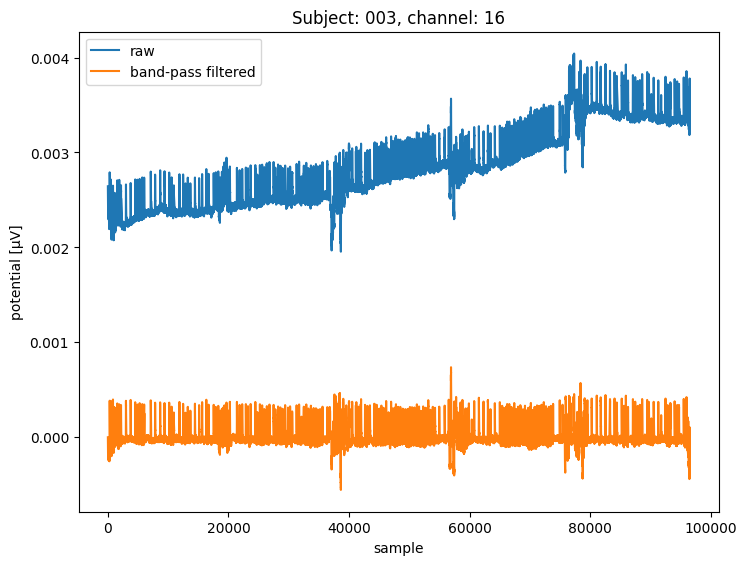 Subject: 003, channel: 16
raw
band-pass filtered
potential [µV]
0.004
0.003
0.002
0.001
0.000
0
20000
40000
60000
80000
100000
sample